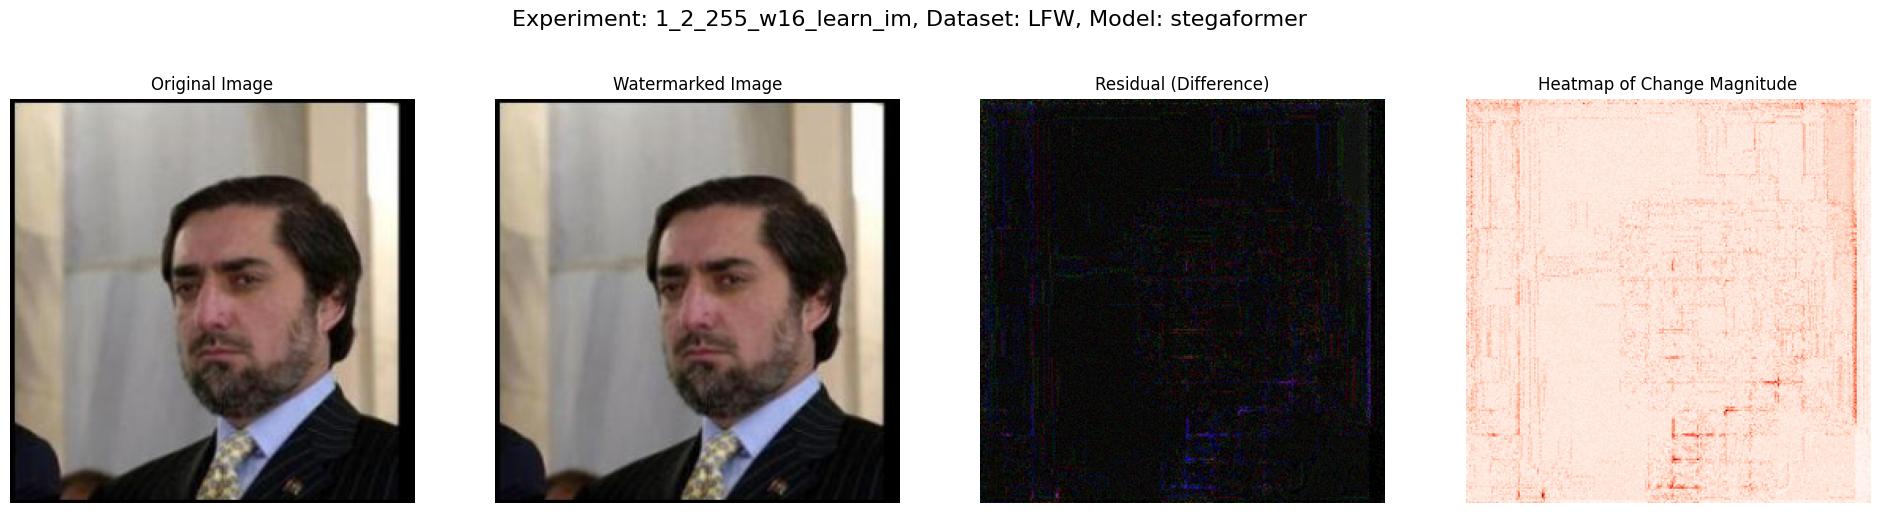 Experiment: 1_2_255_w16_learn_im, Dataset: LFW, Model: stegaformer
Original Image
Watermarked Image
Residual (Difference)
Heatmap of Change Magnitude